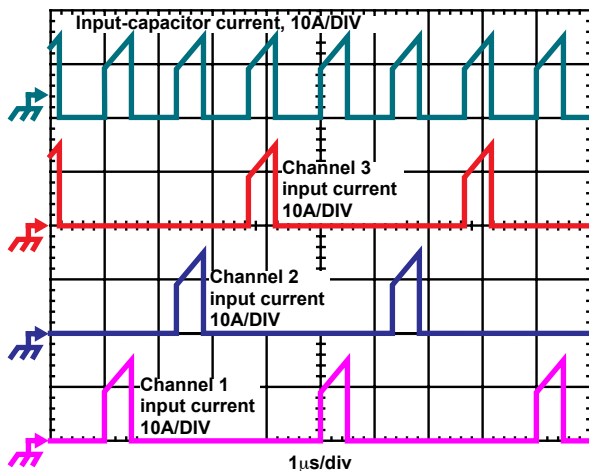 Input-capacitor current, 10A/DIV
Channel 3
input current
10A/DIV
Channel 2
input current
10A/DIV
Channel 1
input current
10A/DIV
1μs/div